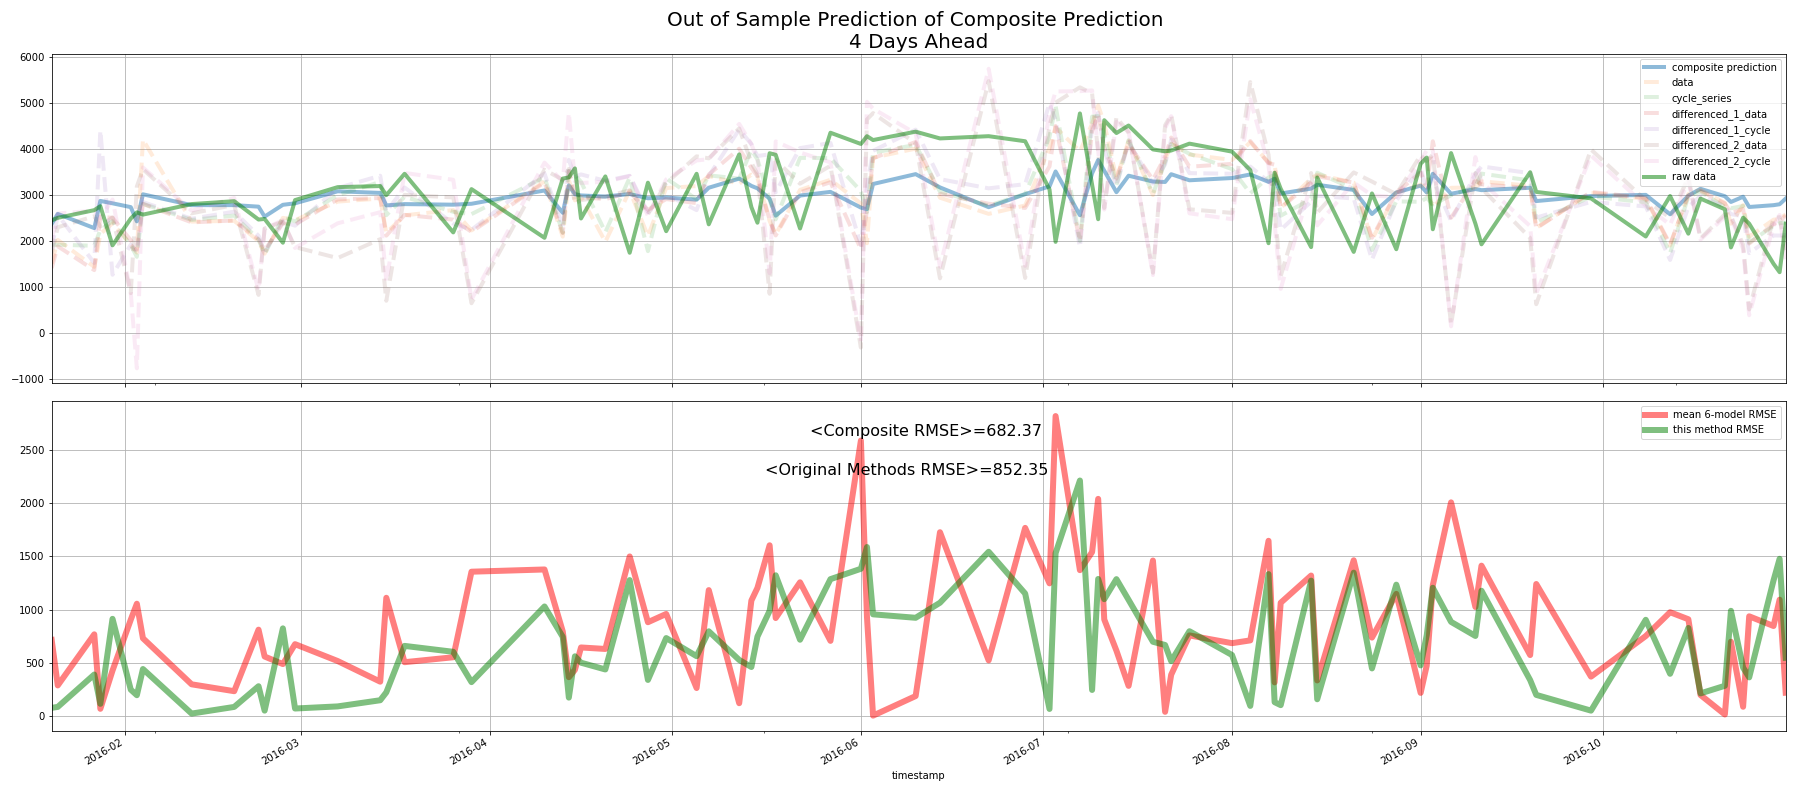 Out of Sample Prediction of Composite Prediction
4 Days Ahead
6000
5000
4000
3000
2000
1000
0
−1000
composite prediction
data
cycle_series
differenced_1_data
differenced_1_cycle
differenced_2_data
differenced_2_cycle
raw data
2500
2000
1500
1000
500
0
<Composite RMSE>=682.37
<Original Methods RMSE>=852.35
mean 6-model RMSE
this method RMSE
2016-02
2016-03
2016-04
2016-05
2016-06
2016-07
2016-08
2016-09
2016-10
timestamp